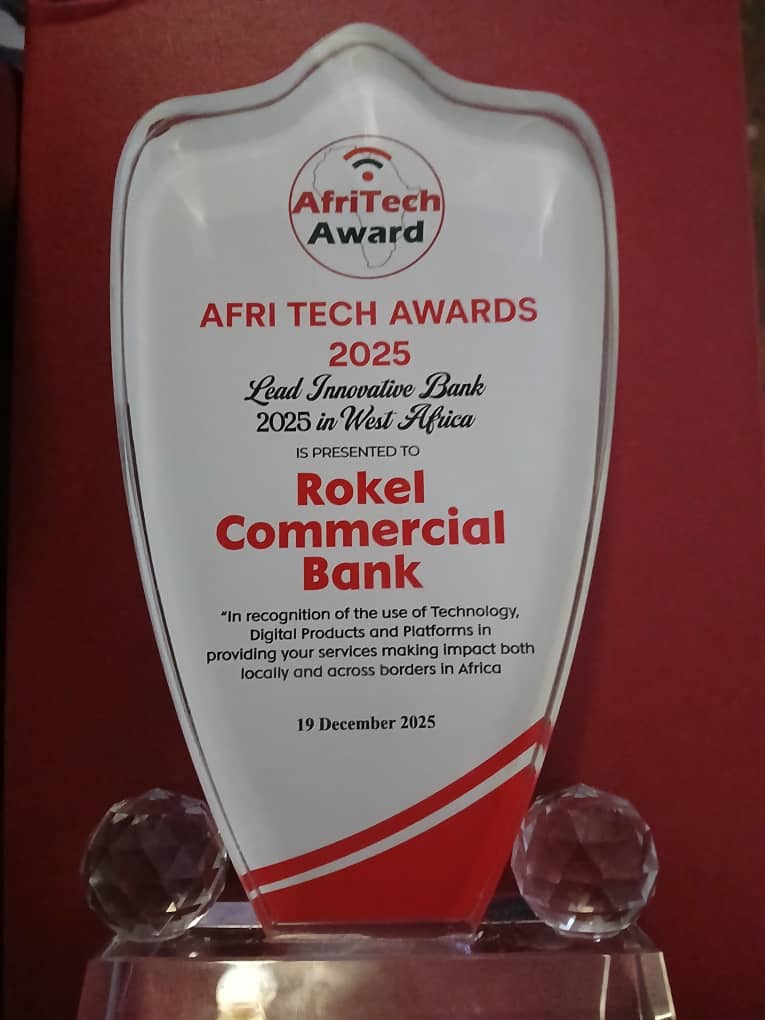 AfriTech
Award
AFRI TECH AWARDS
2025
Lead Innovative Bank
2025 in West Africa
IS PRESENTED TO
Rokel
Commercial
Bank
“In recognition of the use of Technology,
Digital Products and Platforms in
providing your services making impact both
locally and across borders in Africa
19 December 2025